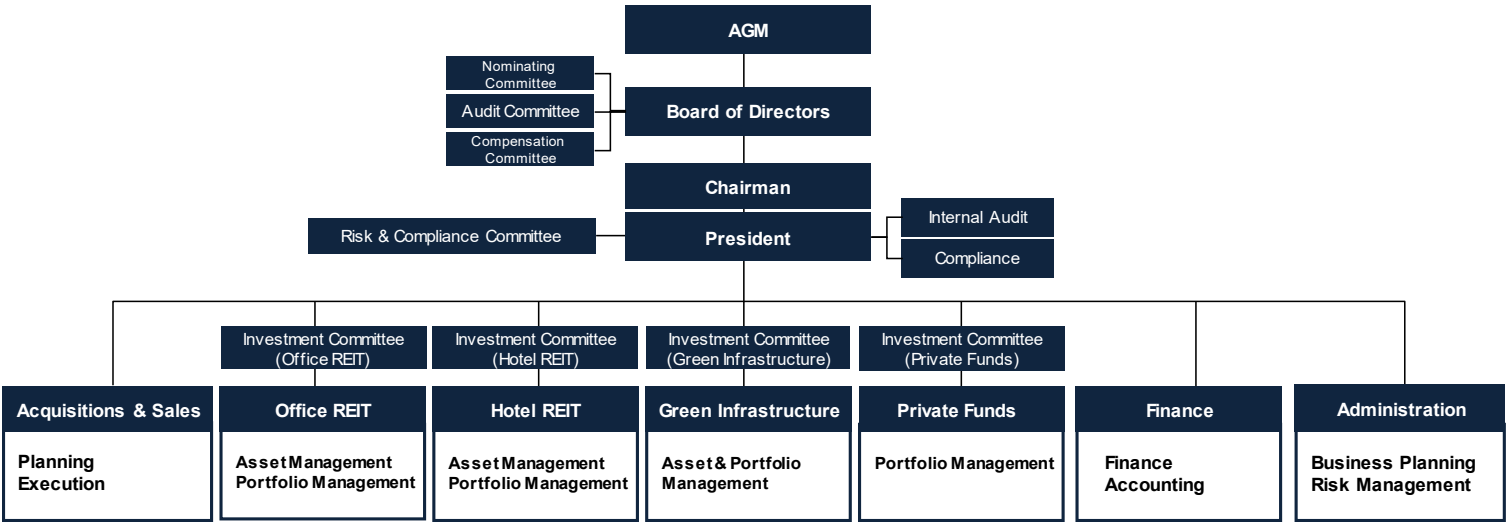 AGM
Nominating
Committee
Audit Committee
Board of Directors
Compensation
Committee
Chairman
Risk & Compliance Committee
President
Internal Audit
Compliance
Investment Committee
(Office REIT)
Investment Committee
(Hotel REIT)
Investment Committee
(Green Infrastructure)
Investment Committee
(Private Funds)
Acquisitions & Sales
Planning
Execution
Office REIT
Asset Management
Portfolio Management
Hotel REIT
Asset Management
Portfolio Management
Green Infrastructure
Asset & Portfolio
Management
Private Funds
Portfolio Management
Finance
Finance
Accounting
Administration
Business Planning
Risk Management